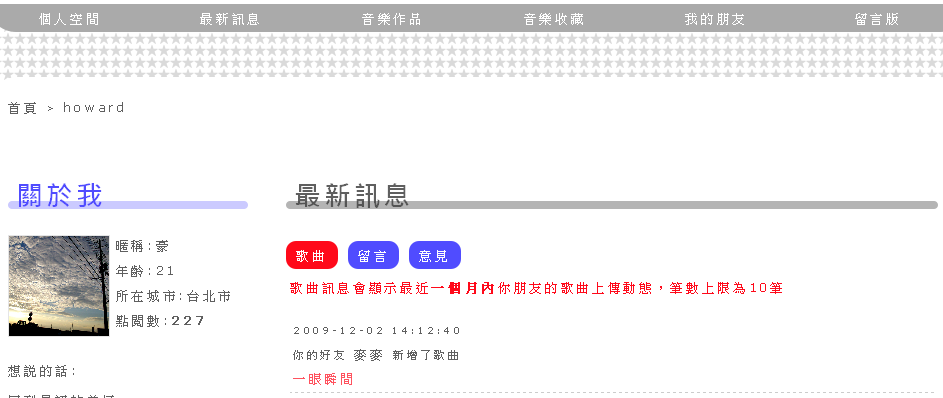 個人空間 最新訊息 音樂作品 音樂收藏 我的朋友 留言版
首頁 > howard
關於我
暱稱:豪
年齡:21
所在城市:台北市
點閱數:227
想說的話:
最新訊息
歌曲 留言 意見
歌曲訊息會顯示最近一個月內你朋友的歌曲上傳動態，筆數上限為10筆
2009-12-02 14:12:40
你的好友 麥麥 新增了歌曲
一眼瞬間